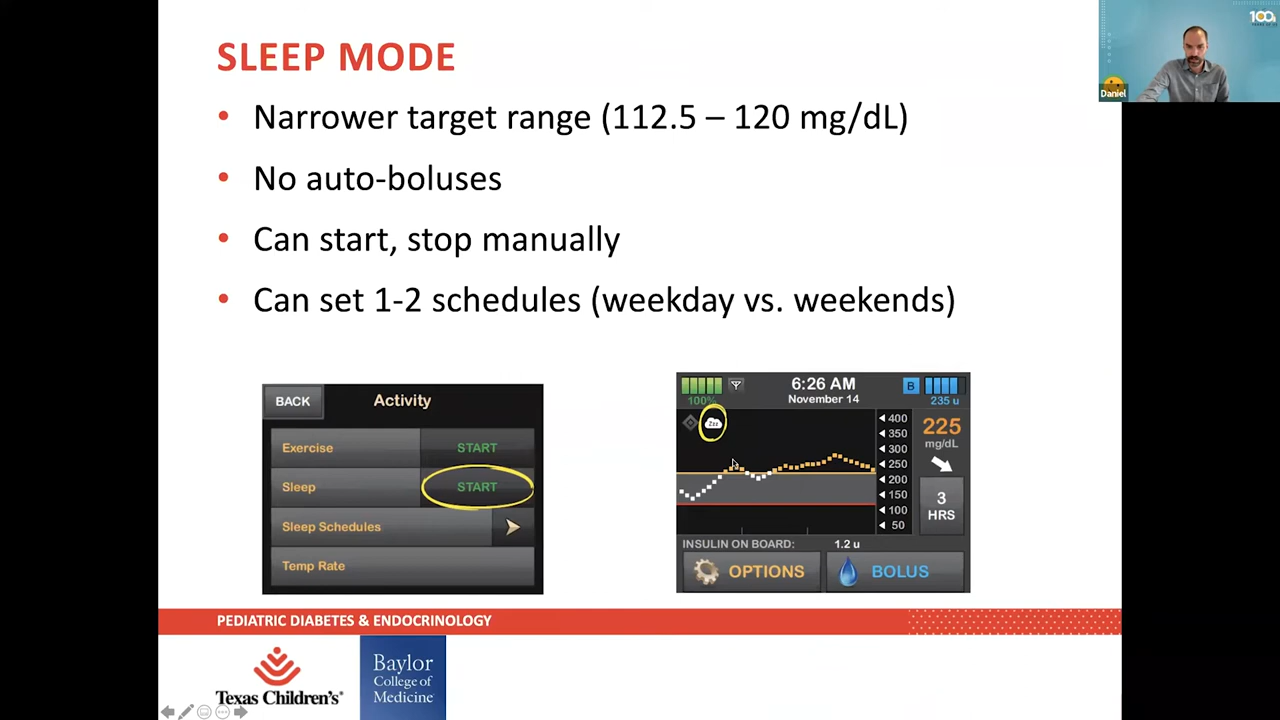 SLEEP MODE
• Narrower target range (112.5 – 120 mg/dL)
• No auto-boluses
• Can start, stop manually
• Can set 1-2 schedules (weekday vs. weekends)
BACK
Activity
Exercise
START
Sleep
START
Sleep Schedules
Temp Rate
100%
6:26 AM
November 14
B
235 u
Zzz
400
350
300
250
200
150
100
50
225
mg/dL
3
HRS
INSULIN ON BOARD: 1.2 u
OPTIONS
BOLUS
PEDIATRIC DIABETES & ENDOCRINOLOGY
Texas Children's®
Baylor
College of
Medicine
100
Daniel